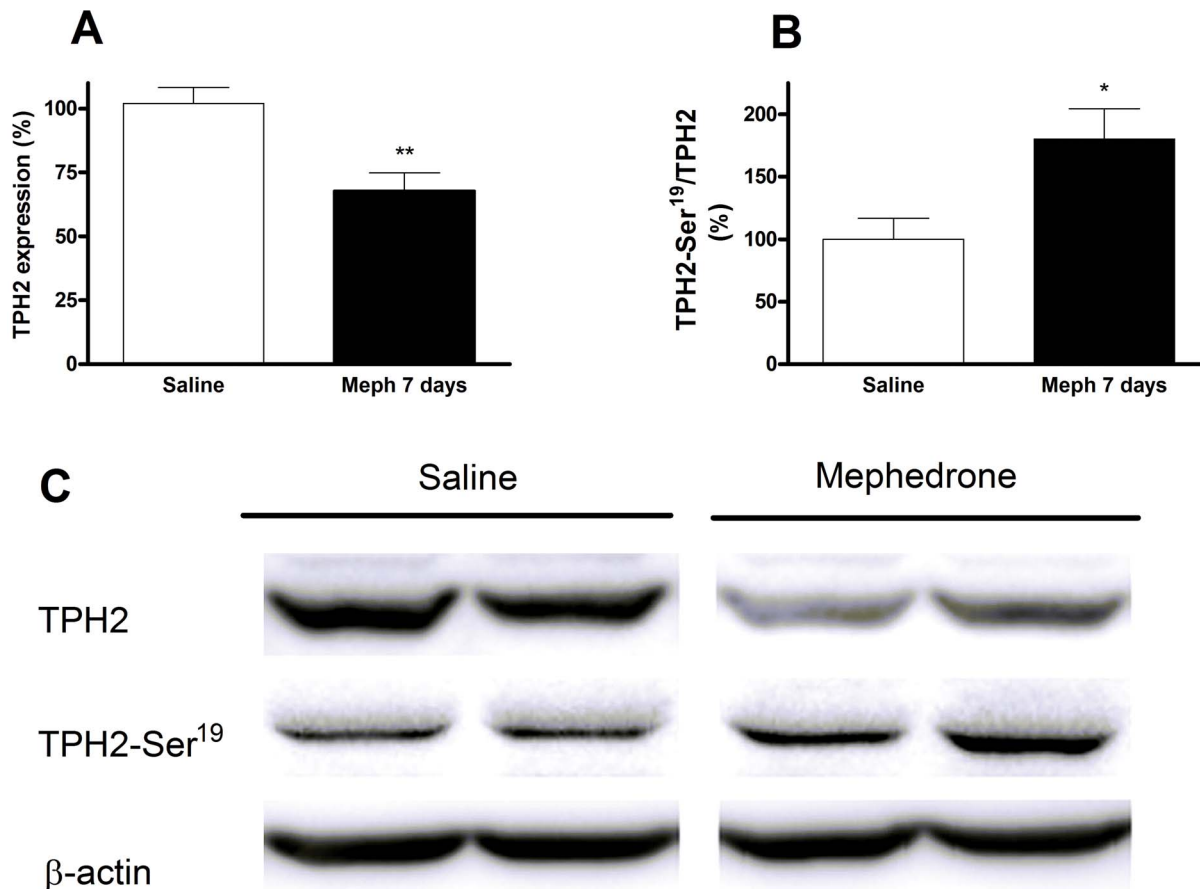 A
TPH2 expression (%)
100
75
50
25
0
**
Saline
Meph 7 days
B
TPH2-Ser¹⁹/TPH2
(%)
200
150
100
50
0
*
Saline
Meph 7 days
C
Saline
Mephedrone
TPH2
TPH2-Ser¹⁹
β-actin